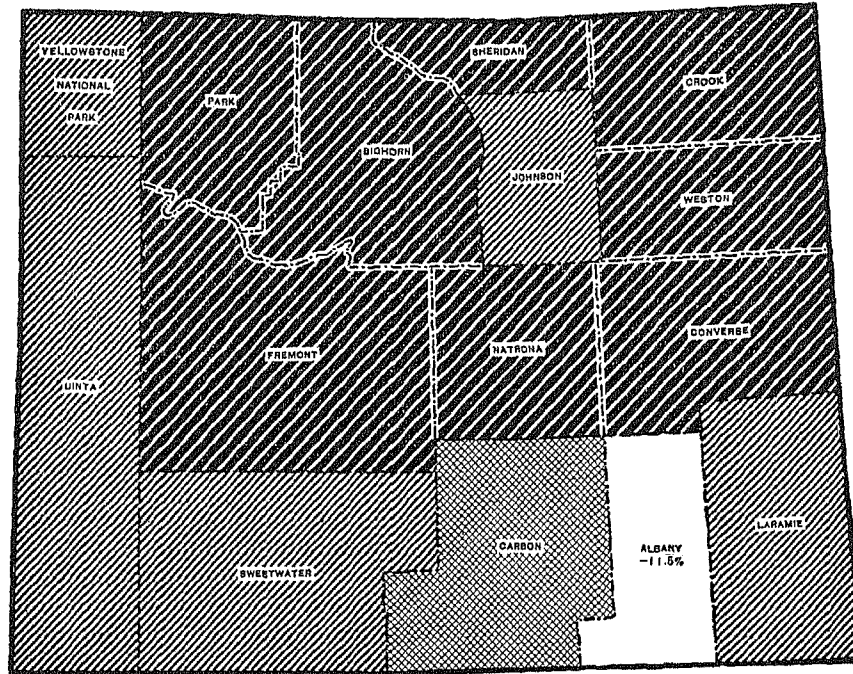 YELLOWSTONE
NATIONAL
PARK
PARK
SHERIDAN
CROOK
BIGHORN
JOHNSON
WESTON
FREMONT
NATRONA
CONVERSE
UINTA
SWEETWATER
CARBON
ALBANY
-11.5%
LARAMIE